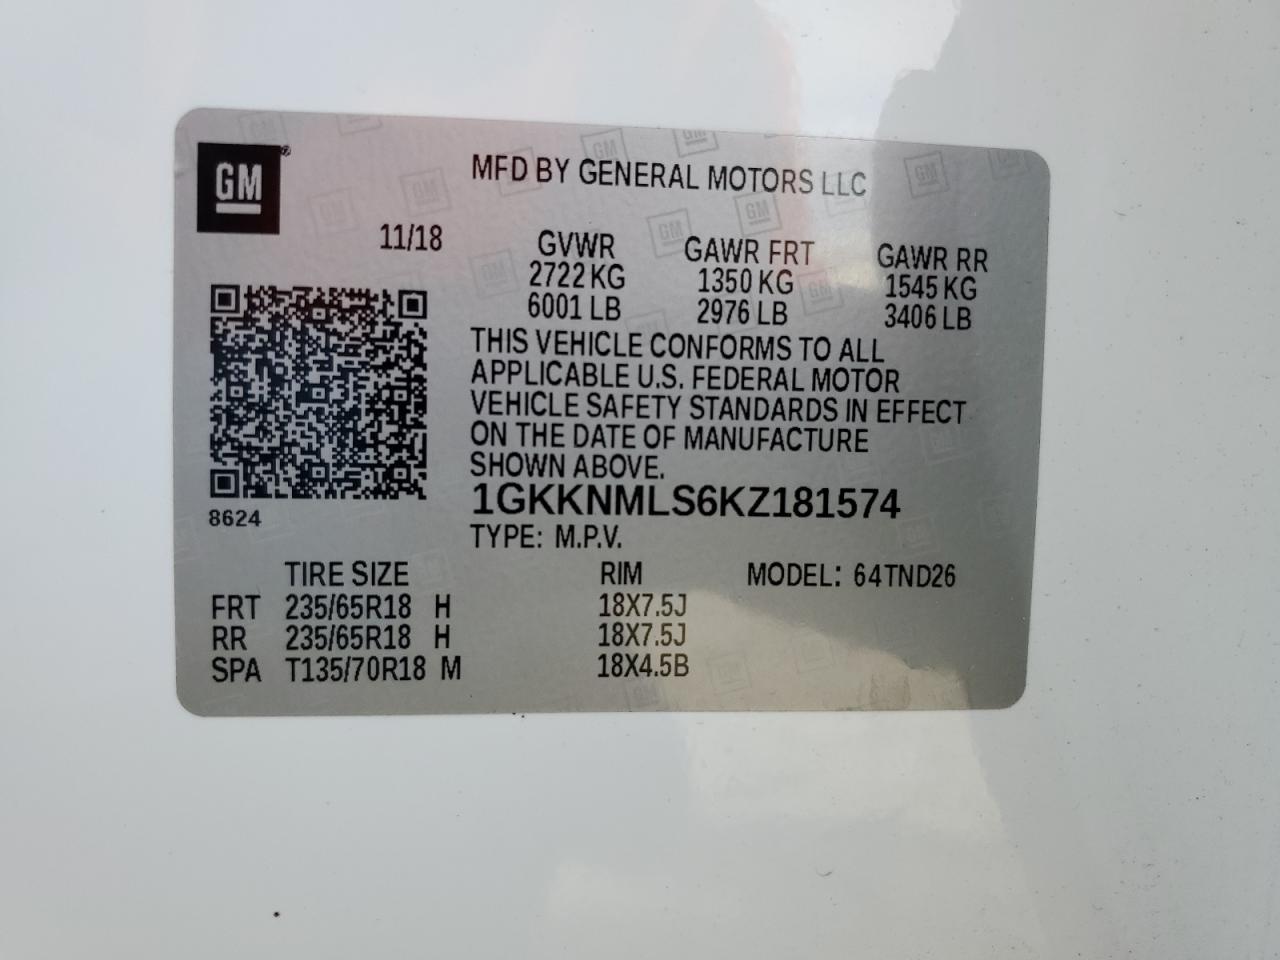 GM®
MFD BY GENERAL MOTORS LLC
11/18
GVWR GAWR FRT GAWR RR
2722 KG 1350 KG 1545 KG
6001 LB 2976 LB 3406 LB
THIS VEHICLE CONFORMS TO ALL
APPLICABLE U.S. FEDERAL MOTOR
VEHICLE SAFETY STANDARDS IN EFFECT
ON THE DATE OF MANUFACTURE
SHOWN ABOVE.
1GKKNMLS6KZ181574
8624
TYPE: M.P.V.
TIRE SIZE RIM MODEL: 64TND26
FRT 235/65R18 H 18X7.5J
RR 235/65R18 H 18X7.5J
SPA T135/70R18 M 18X4.5B